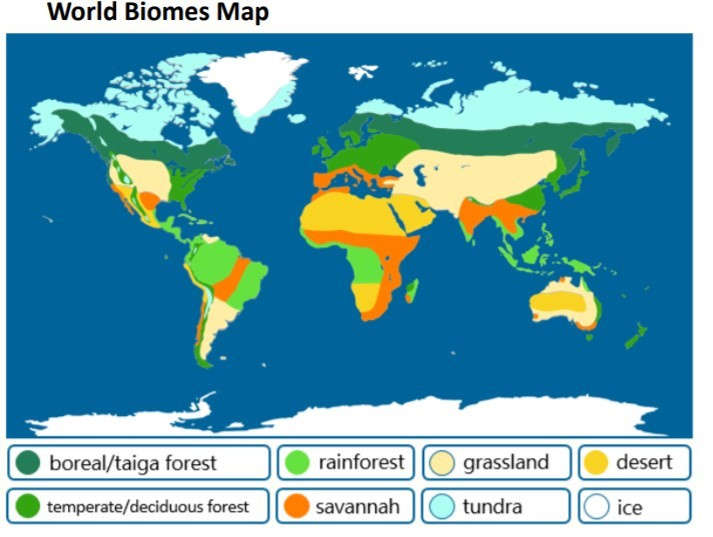 World Biomes Map
boreal/taiga forest
rainforest
grassland
desert
temperate/deciduous forest
savannah
tundra
ice